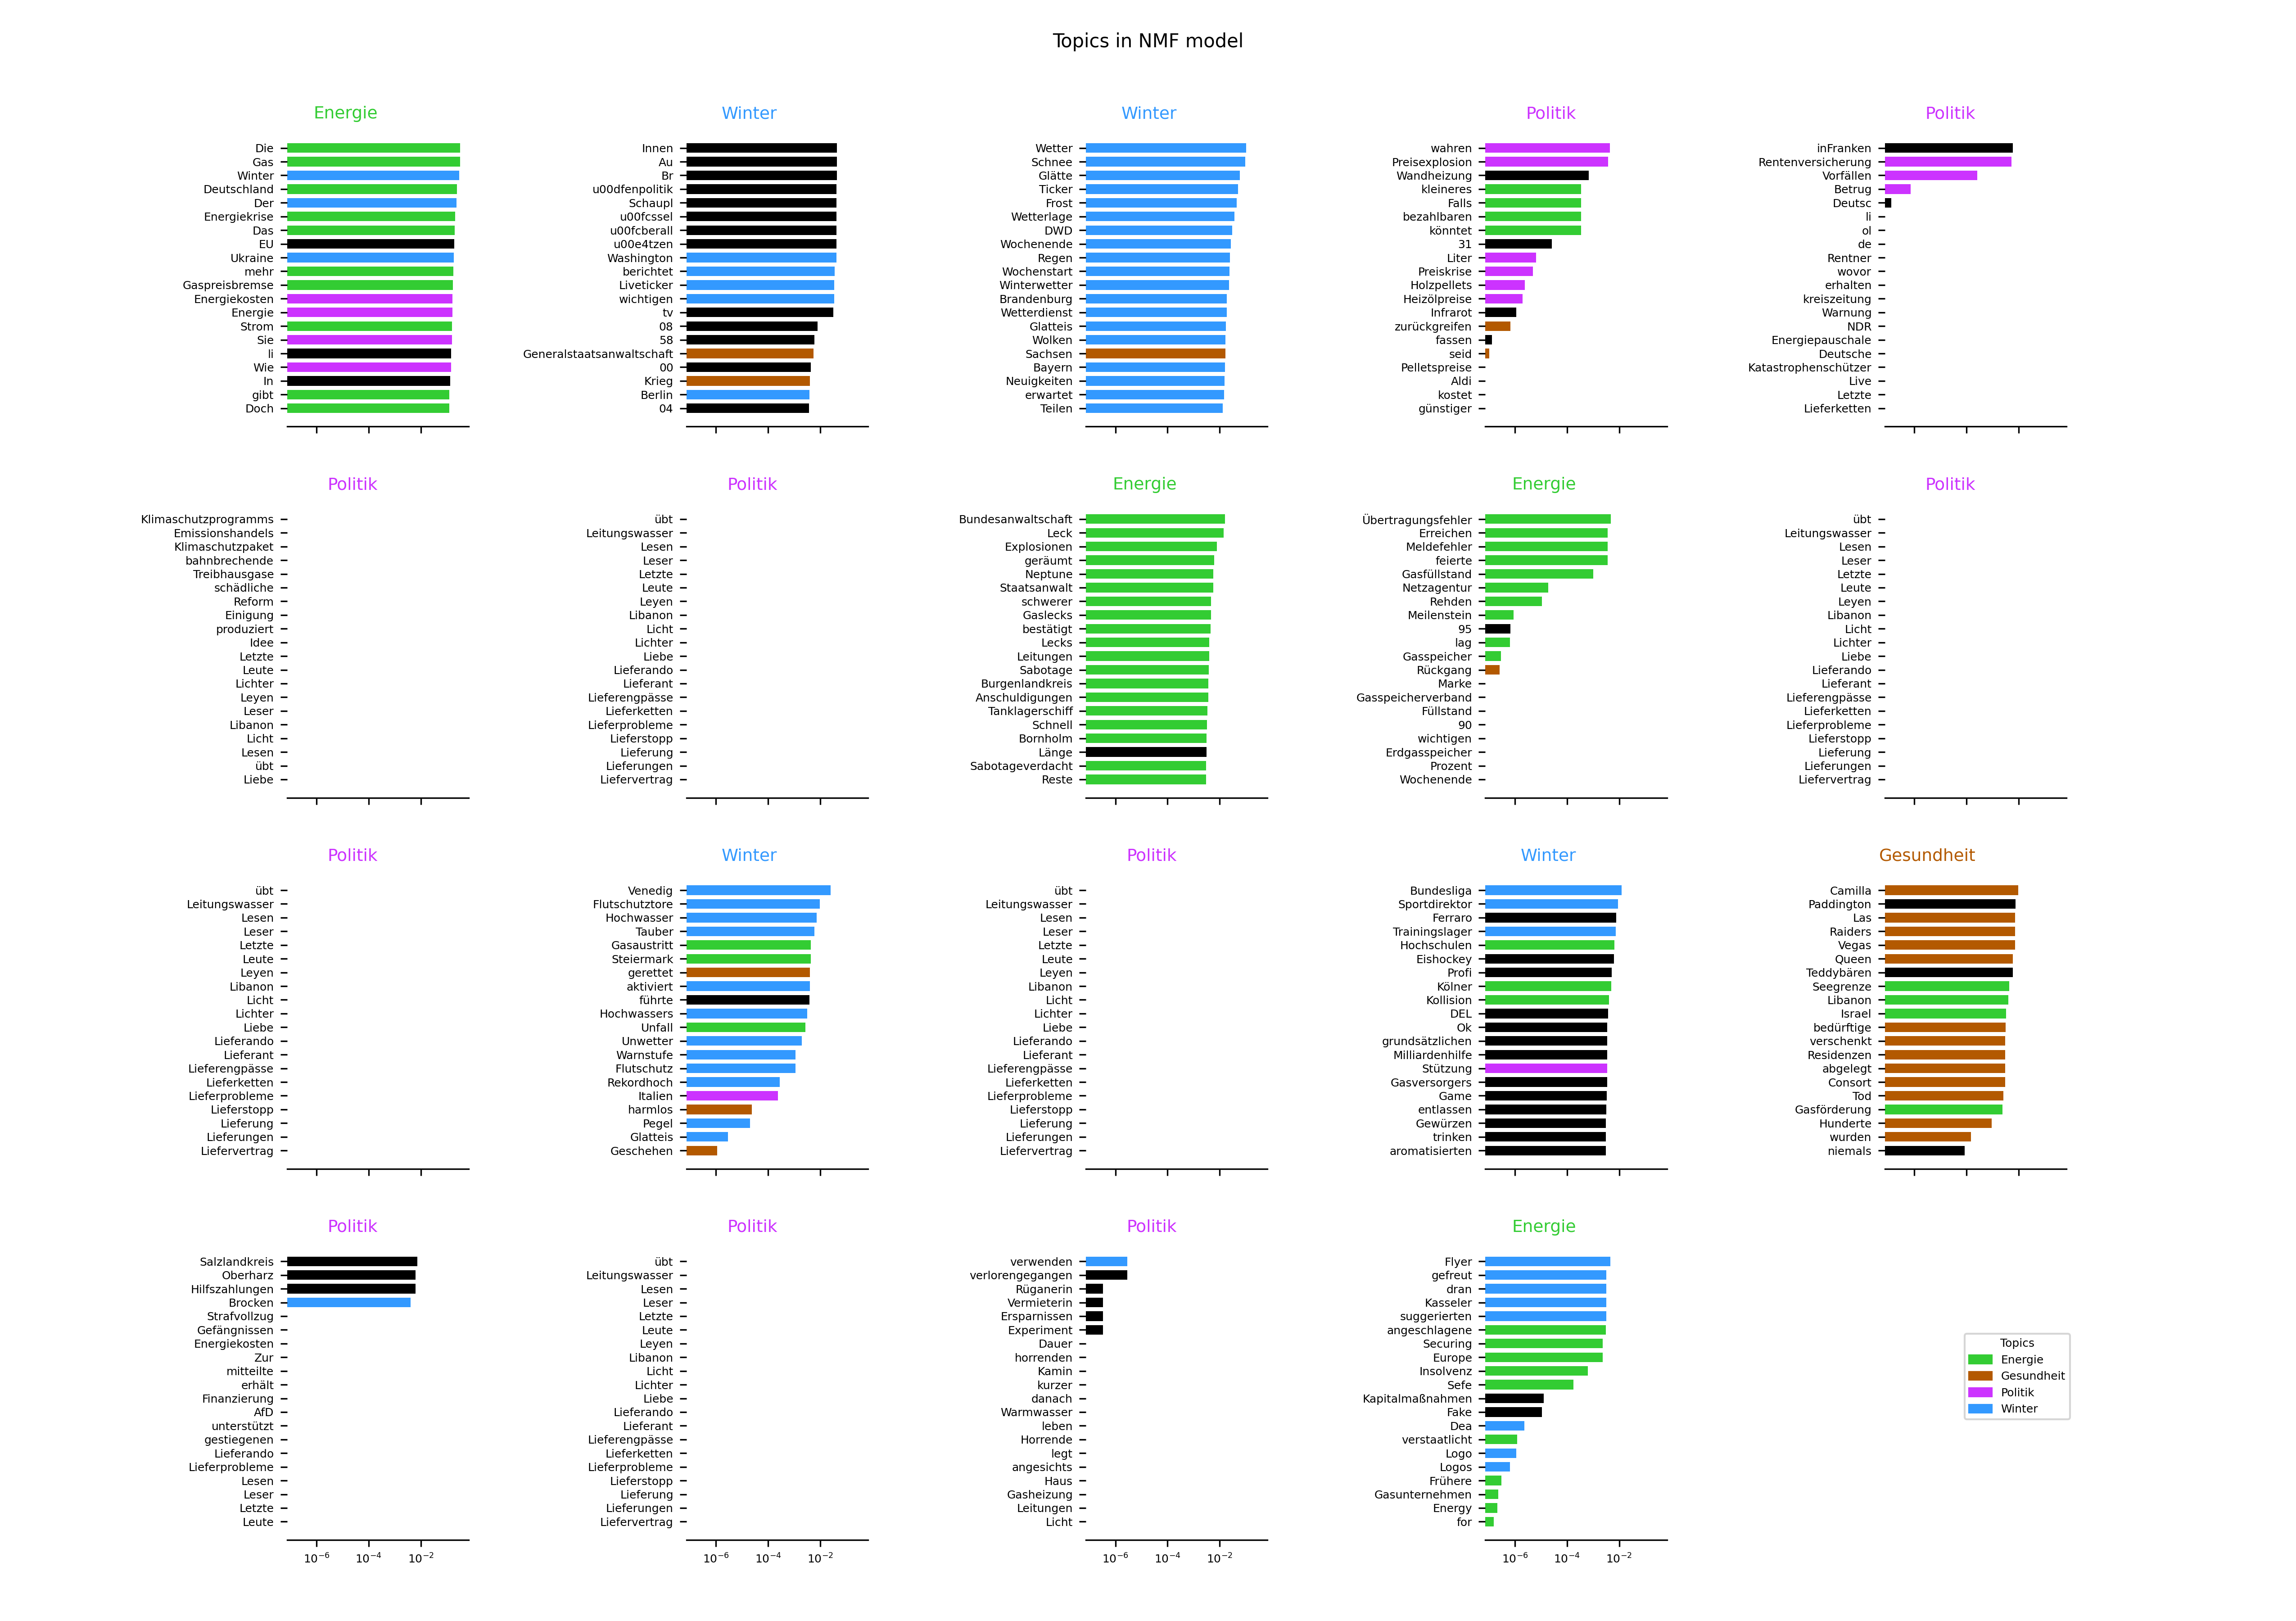 Topics in NMF model
Energie
Die
Gas
Winter
Deutschland
Der
Energiekrise
Das
EU
Ukraine
mehr
Gaspreisbremse
Energiekosten
Energie
Strom
Sie
li
Wie
In
gibt
Doch
Winter
Innen
Au
Br
u00dfenpolitik
Schaupl
u00fcssel
u00fcberall
u00e4tzen
Washington
berichtet
Liveticker
wichtigen
tv
08
58
Generalstaatsanwaltschaft
00
Krieg
Berlin
04
Winter
Wetter
Schnee
Glätte
Ticker
Frost
Wetterlage
DWD
Wochenende
Regen
Wochenstart
Winterwetter
Brandenburg
Wetterdienst
Glatteis
Wolken
Sachsen
Bayern
Neuigkeiten
erwartet
Teilen
Politik
wahren
Preisexplosion
Wandheizung
kleineres
Falls
bezahlbaren
könntet
31
Liter
Preiskrise
Holzpellets
Heizölpreise
Infrarot
zurückgreifen
fassen
seid
Pelletspreise
Aldi
kostet
günstiger
Politik
inFranken
Rentenversicherung
Vorfällen
Betrug
Deutsc
li
ol
de
Rentner
wovor
erhalten
kreiszeitung
Warnung
NDR
Energiepauschale
Deutsche
Katastrophenschützer
Live
Letzte
Lieferketten
Politik
Klimaschutzprogramms
Emissionshandels
Klimaschutzpaket
bahnbrechende
Treibhausgase
schädliche
Reform
Einigung
produziert
Idee
Letzte
Leute
Lichter
Leyen
Leser
Libanon
Licht
Lesen
übt
Liebe
Politik
übt
Leitungswasser
Lesen
Leser
Letzte
Leute
Leyen
Libanon
Licht
Lichter
Liebe
Lieferando
Lieferant
Lieferengpässe
Lieferketten
Lieferprobleme
Lieferstopp
Lieferung
Lieferungen
Liefervertrag
Energie
Bundesanwaltschaft
Leck
Explosionen
geräumt
Neptune
Staatsanwalt
schwerer
Gaslecks
bestätigt
Lecks
Leitungen
Sabotage
Burgenlandkreis
Anschuldigungen
Tanklagerschiff
Schnell
Bornholm
Länge
Sabotageverdacht
Reste
Energie
Übertragungsfehler
Erreichen
Meldefehler
feierte
Gasfüllstand
Netzagentur
Rehden
Meilenstein
95
lag
Gasspeicher
Rückgang
Marke
Gasspeicherverband
Füllstand
90
wichtigen
Erdgasspeicher
Prozent
Wochenende
Politik
übt
Leitungswasser
Lesen
Leser
Letzte
Leute
Leyen
Libanon
Licht
Lichter
Liebe
Lieferando
Lieferant
Lieferengpässe
Lieferketten
Lieferprobleme
Lieferstopp
Lieferung
Lieferungen
Liefervertrag
Politik
übt
Leitungswasser
Lesen
Leser
Letzte
Leute
Leyen
Libanon
Licht
Lichter
Liebe
Lieferando
Lieferant
Lieferengpässe
Lieferketten
Lieferprobleme
Lieferstopp
Lieferung
Lieferungen
Liefervertrag
Winter
Venedig
Flutschutztore
Hochwasser
Tauber
Gasaustritt
Steiermark
gerettet
aktiviert
führte
Hochwassers
Unfall
Unwetter
Warnstufe
Flutschutz
Rekordhoch
Italien
harmlos
Pegel
Glatteis
Geschehen
Politik
übt
Leitungswasser
Lesen
Leser
Letzte
Leute
Leyen
Libanon
Licht
Lichter
Liebe
Lieferando
Lieferant
Lieferengpässe
Lieferketten
Lieferprobleme
Lieferstopp
Lieferung
Lieferungen
Liefervertrag
Winter
Bundesliga
Sportdirektor
Ferraro
Trainingslager
Hochschulen
Eishockey
Profi
Kölner
Kollision
DEL
Ok
grundsätzlichen
Milliardenhilfe
Stützung
Gasversorgers
Game
entlassen
Gewürzen
trinken
aromatisierten
Gesundheit
Camilla
Paddington
Las
Raiders
Vegas
Queen
Teddybären
Seegrenze
Libanon
Israel
bedürftige
verschenkt
Residenzen
abgelegt
Consort
Tod
Gasförderung
Hunderte
wurden
niemals
Politik
Salzlandkreis
Oberharz
Hilfszahlungen
Brocken
Strafvollzug
Gefängnissen
Energiekosten
Zur
mitteilte
erhält
Finanzierung
AfD
unterstützt
gestiegenen
Lieferando
Lieferprobleme
Lesen
Leser
Letzte
Leute
10⁻⁶ 10⁻⁴ 10⁻²
Politik
übt
Leitungswasser
Lesen
Leser
Letzte
Leute
Leyen
Libanon
Licht
Lichter
Liebe
Lieferando
Lieferant
Lieferengpässe
Lieferketten
Lieferprobleme
Lieferstopp
Lieferung
Lieferungen
Liefervertrag
10⁻⁶ 10⁻⁴ 10⁻²
Politik
verwenden
verlorengegangen
Rüganerin
Vermieterin
Ersparnissen
Experiment
Dauer
horrenden
Kamin
kurzer
danach
Warmwasser
leben
Horrende
legt
angesichts
Haus
Gasheizung
Leitungen
Licht
10⁻⁶ 10⁻⁴ 10⁻²
Energie
Flyer
gefreut
dran
Kasseler
suggerierten
angeschlagene
Securing
Europe
Insolvenz
Sefe
Kapitalmaßnahmen
Fake
Dea
verstaatlicht
Logo
Logos
Frühere
Gasunternehmen
Energy
for
10⁻⁶ 10⁻⁴ 10⁻²
Topics
Energie
Gesundheit
Politik
Winter